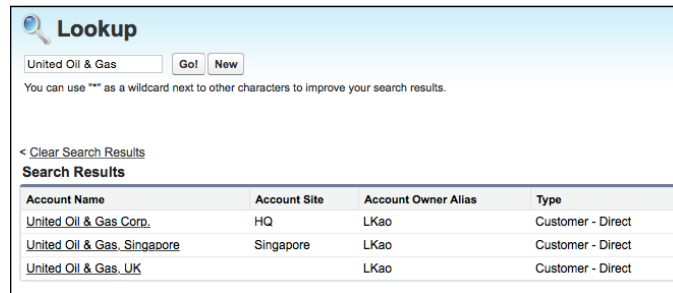 Lookup
United Oil & Gas Go! New
You can use "*" as a wildcard next to other characters to improve your search results.
< Clear Search Results
Search Results
Account Name Account Site Account Owner Alias Type
United Oil & Gas Corp. HQ LKao Customer - Direct
United Oil & Gas, Singapore Singapore LKao Customer - Direct
United Oil & Gas, UK LKao Customer - Direct